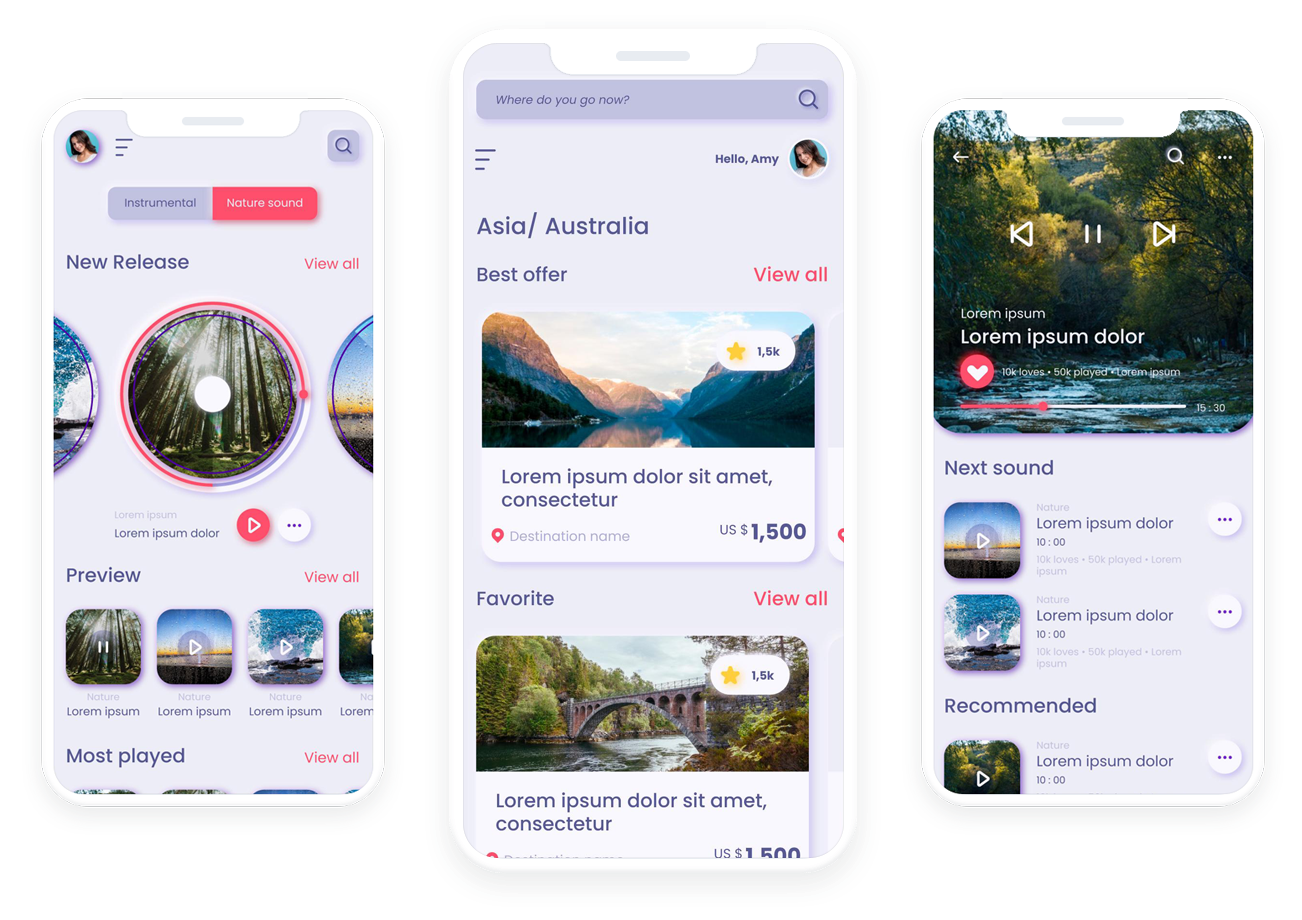 Instrumental
Nature sound
New Release
View all
Lorem ipsum
Lorem ipsum dolor
Preview
View all
Nature
Nature
Nature
Na
Lorem ipsum
Lorem ipsum
Lorem ipsum
Lorem
Most played
View all
Where do you go now?
Hello, Amy
Asia/ Australia
Best offer
View all
1,5k
Lorem ipsum dolor sit amet,
consectetur
Destination name
US $ 1,500
Favorite
View all
1,5k
Lorem ipsum dolor sit amet,
consectetur
Destination name
US $ 1,500
Lorem ipsum
Lorem ipsum dolor
10k loves • 50k played • Lorem ipsum
15 : 30
Next sound
Nature
Lorem ipsum dolor
10 : 00
10k loves • 50k played • Lorem
ipsum
Nature
Lorem ipsum dolor
10 : 00
10k loves • 50k played • Lorem
ipsum
Recommended
Nature
Lorem ipsum dolor
10 : 00